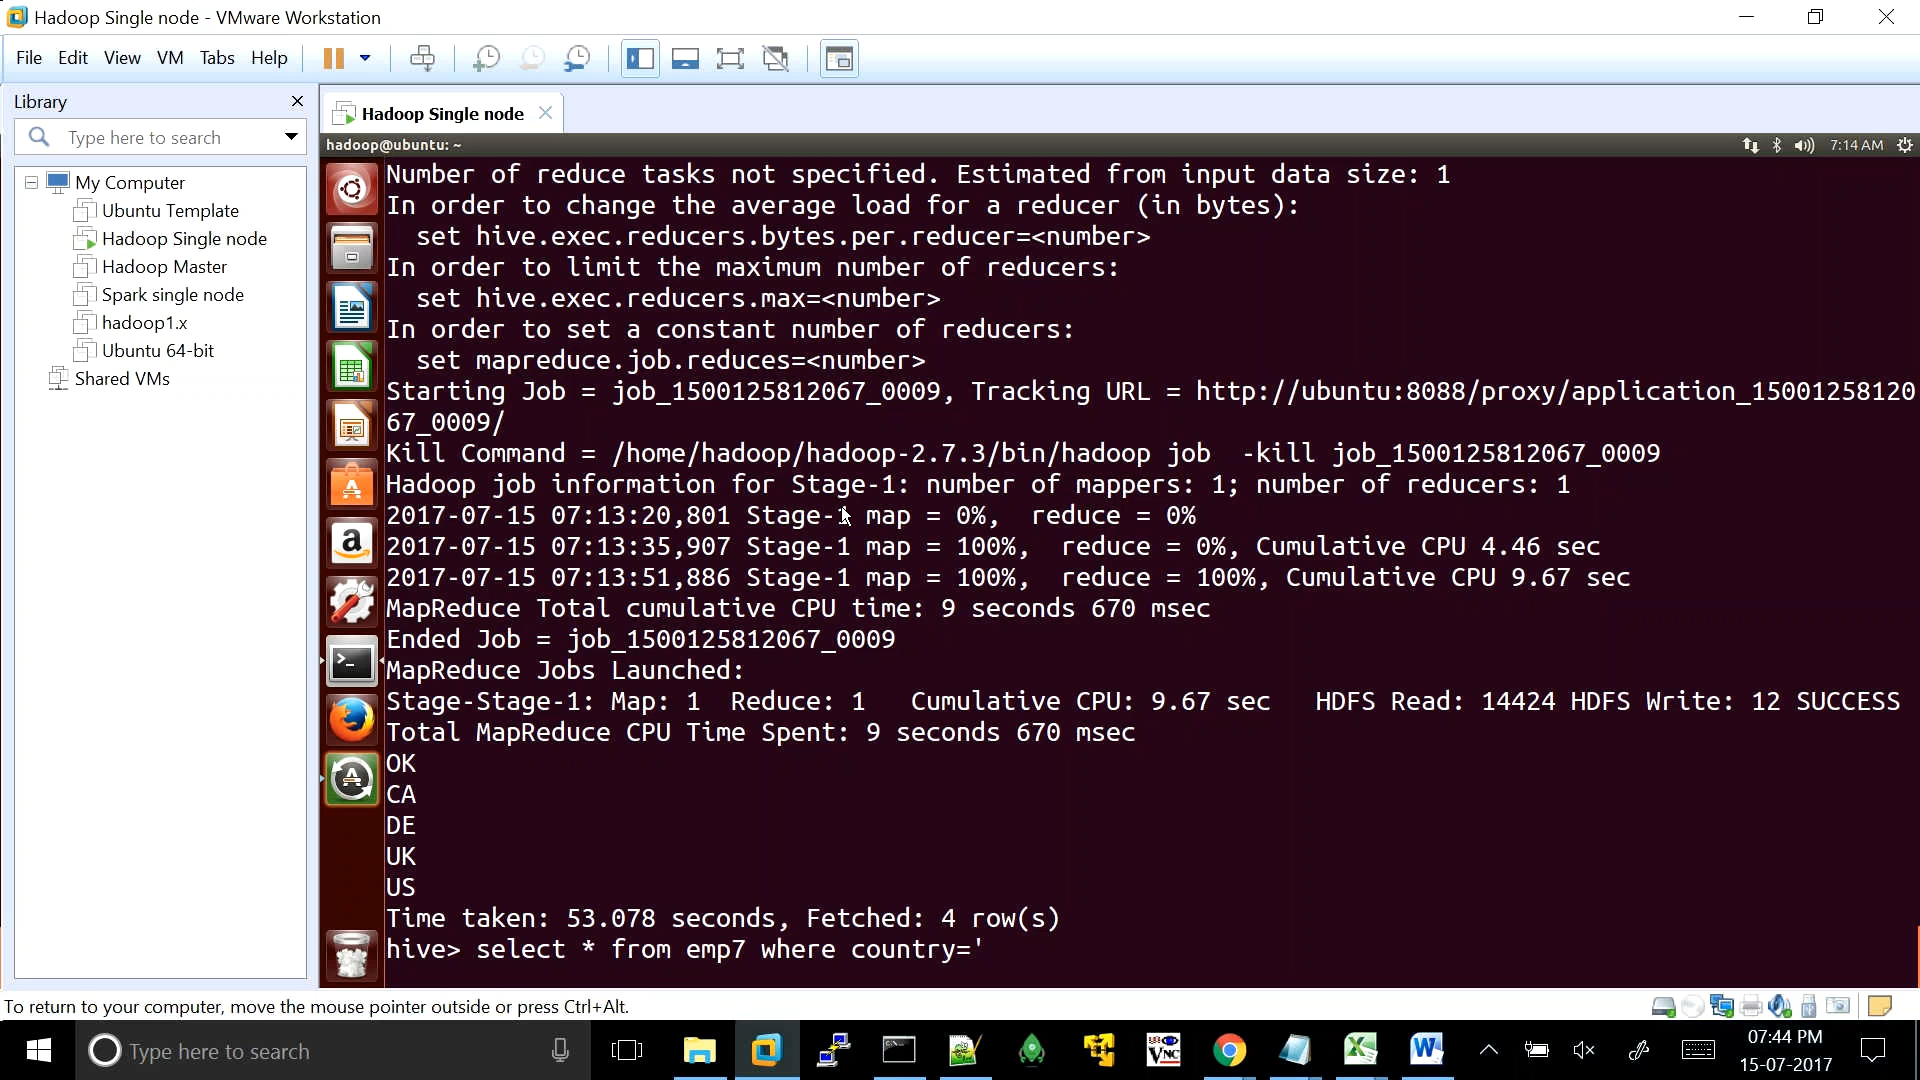 Hadoop Single node - VMware Workstation
File Edit View VM Tabs Help
Library
Type here to search
My Computer
Ubuntu Template
Hadoop Single node
Hadoop Master
Spark single node
hadoop1.x
Ubuntu 64-bit
Shared VMs
Hadoop Single node
hadoop@ubuntu: ~
7:14 AM
Number of reduce tasks not specified. Estimated from input data size: 1
In order to change the average load for a reducer (in bytes):
  set hive.exec.reducers.bytes.per.reducer=<number>
In order to limit the maximum number of reducers:
  set hive.exec.reducers.max=<number>
In order to set a constant number of reducers:
  set mapreduce.job.reduces=<number>
Starting Job = job_1500125812067_0009, Tracking URL = http://ubuntu:8088/proxy/application_15001258120
67_0009/
Kill Command = /home/hadoop/hadoop-2.7.3/bin/hadoop job  -kill job_1500125812067_0009
Hadoop job information for Stage-1: number of mappers: 1; number of reducers: 1
2017-07-15 07:13:20,801 Stage-1 map = 0%,  reduce = 0%
2017-07-15 07:13:35,907 Stage-1 map = 100%,  reduce = 0%, Cumulative CPU 4.46 sec
2017-07-15 07:13:51,886 Stage-1 map = 100%,  reduce = 100%, Cumulative CPU 9.67 sec
MapReduce Total cumulative CPU time: 9 seconds 670 msec
Ended Job = job_1500125812067_0009
MapReduce Jobs Launched:
Stage-Stage-1: Map: 1  Reduce: 1   Cumulative CPU: 9.67 sec   HDFS Read: 14424 HDFS Write: 12 SUCCESS
Total MapReduce CPU Time Spent: 9 seconds 670 msec
OK
CA
DE
UK
US
Time taken: 53.078 seconds, Fetched: 4 row(s)
hive> select * from emp7 where country='
To return to your computer, move the mouse pointer outside or press Ctrl+Alt.
Type here to search
07:44 PM
15-07-2017